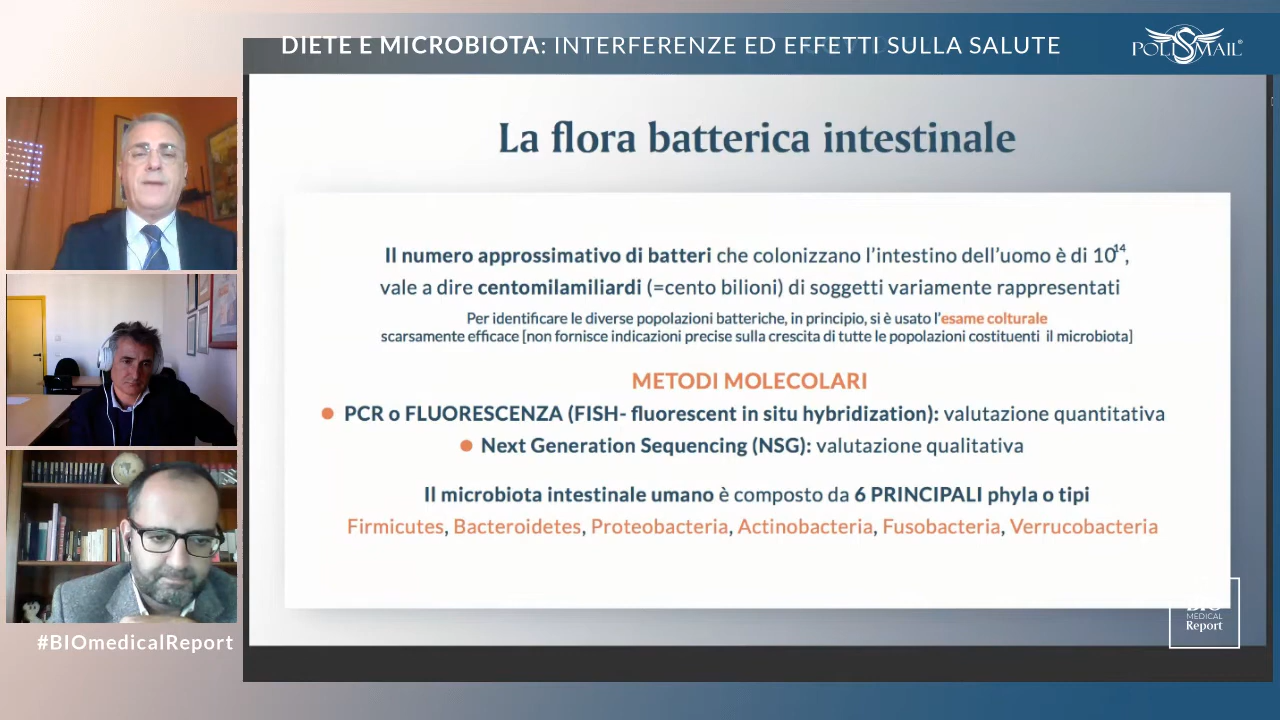 DIETE E MICROBIOTA: INTERFERENZE ED EFFETTI SULLA SALUTE
POLISMAIL®
La flora batterica intestinale
Il numero approssimativo di batteri che colonizzano l'intestino dell'uomo è di 10¹⁴,
vale a dire centomilamiliardi (=cento bilioni) di soggetti variamente rappresentati
Per identificare le diverse popolazioni batteriche, in principio, si è usato l'esame colturale
scarsamente efficace [non fornisce indicazioni precise sulla crescita di tutte le popolazioni costituenti il microbiota]
METODI MOLECOLARI
● PCR o FLUORESCENZA (FISH- fluorescent in situ hybridization): valutazione quantitativa
● Next Generation Sequencing (NSG): valutazione qualitativa
Il microbiota intestinale umano è composto da 6 PRINCIPALI phyla o tipi
Firmicutes, Bacteroidetes, Proteobacteria, Actinobacteria, Fusobacteria, Verrucobacteria
BIO
MEDICAL
Report
#BIOmedicalReport